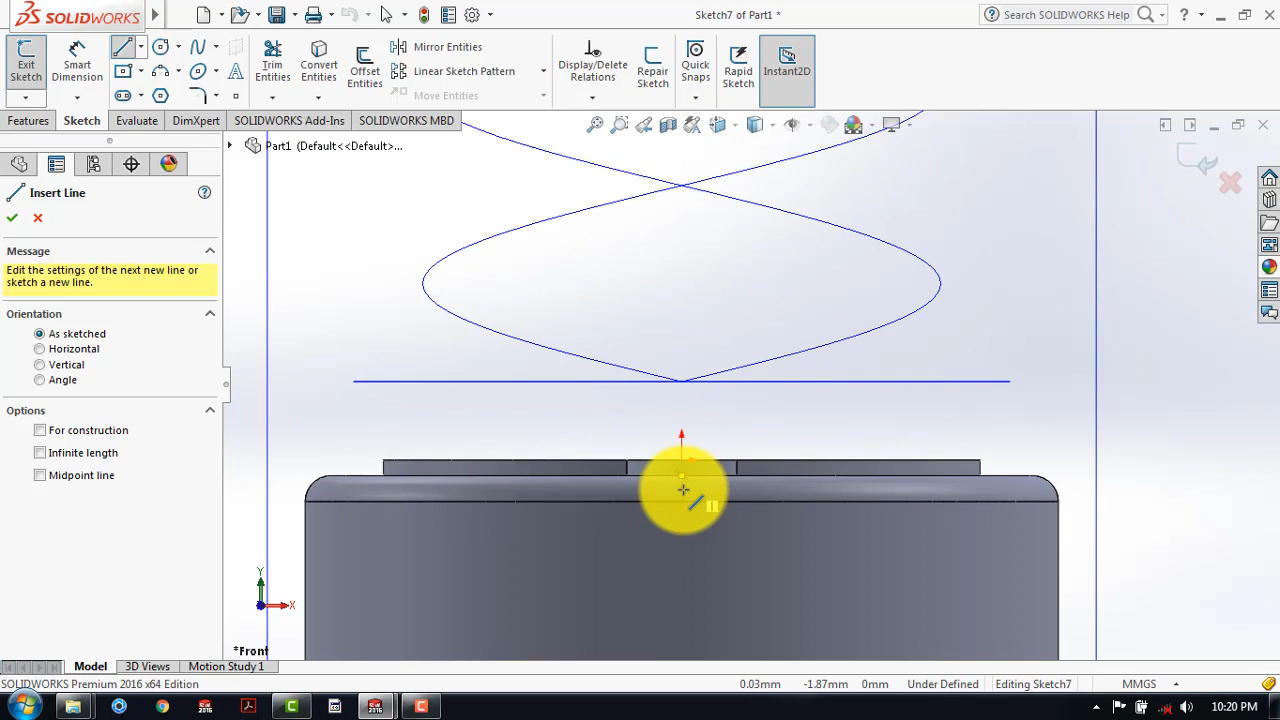 SOLIDWORKS
Sketch7 of Part1 *
Search SOLIDWORKS Help
Exit Sketch
Smart Dimension
Trim Entities
Convert Entities
Offset Entities
Mirror Entities
Linear Sketch Pattern
Move Entities
Display/Delete Relations
Repair Sketch
Quick Snaps
Rapid Sketch
Instant2D
Features
Sketch
Evaluate
DimXpert
SOLIDWORKS Add-Ins
SOLIDWORKS MBD
Part1 (Default<<Default>...
Insert Line
Message
Edit the settings of the next new line or
sketch a new line.
Orientation
As sketched
Horizontal
Vertical
Angle
Options
For construction
Infinite length
Midpoint line
Y
X
*Front
Model
3D Views
Motion Study 1
SOLIDWORKS Premium 2016 x64 Edition
0.03mm
-1.87mm
0mm
Under Defined
Editing Sketch7
MMGS
10:20 PM